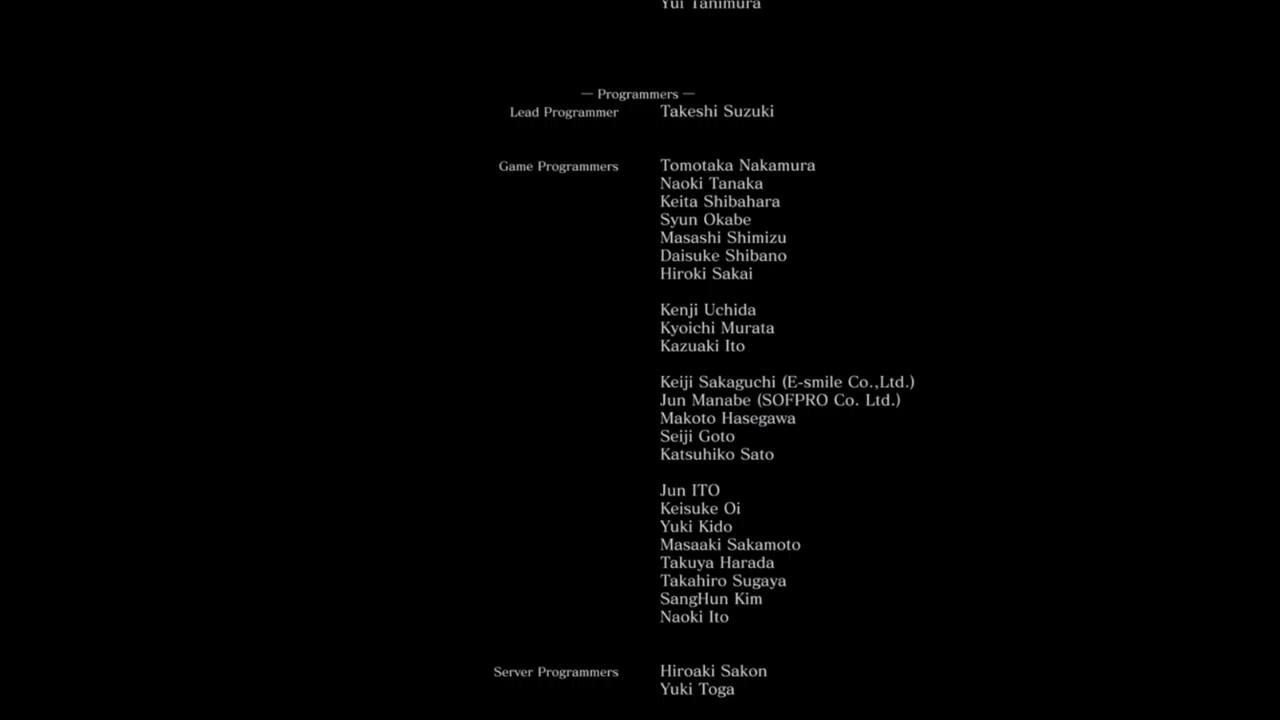 Yui Tanimura
— Programmers —
Lead Programmer Takeshi Suzuki
Game Programmers Tomotaka Nakamura
Naoki Tanaka
Keita Shibahara
Syun Okabe
Masashi Shimizu
Daisuke Shibano
Hiroki Sakai
Kenji Uchida
Kyoichi Murata
Kazuaki Ito
Keiji Sakaguchi (E-smile Co.,Ltd.)
Jun Manabe (SOFPRO Co. Ltd.)
Makoto Hasegawa
Seiji Goto
Katsuhiko Sato
Jun ITO
Keisuke Oi
Yuki Kido
Masaaki Sakamoto
Takuya Harada
Takahiro Sugaya
SangHun Kim
Naoki Ito
Server Programmers Hiroaki Sakon
Yuki Toga